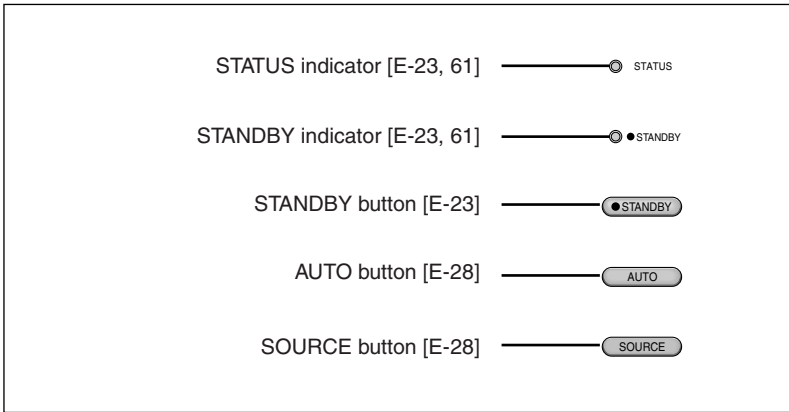 STATUS indicator [E-23, 61] STATUS
STANDBY indicator [E-23, 61] ●STANDBY
STANDBY button [E-23] ●STANDBY
AUTO button [E-28] AUTO
SOURCE button [E-28] SOURCE